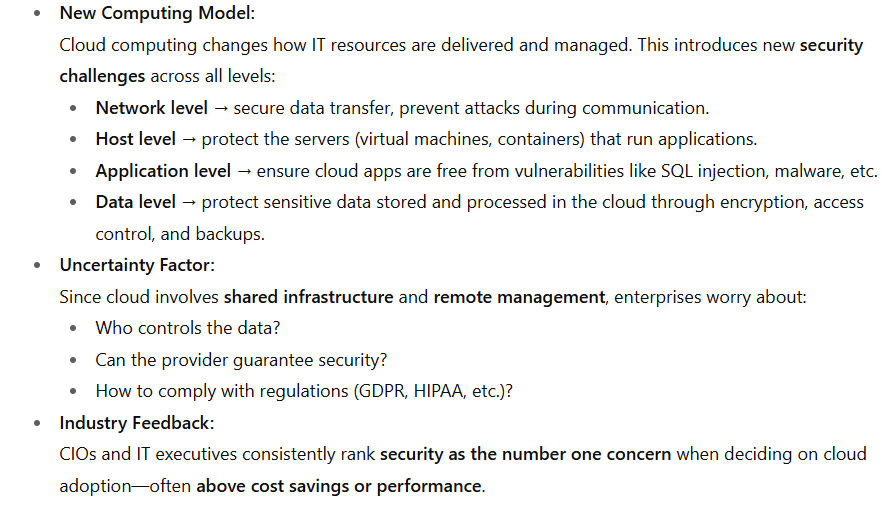 • New Computing Model:
Cloud computing changes how IT resources are delivered and managed. This introduces new security
challenges across all levels:
• Network level → secure data transfer, prevent attacks during communication.
• Host level → protect the servers (virtual machines, containers) that run applications.
• Application level → ensure cloud apps are free from vulnerabilities like SQL injection, malware, etc.
• Data level → protect sensitive data stored and processed in the cloud through encryption, access
control, and backups.
• Uncertainty Factor:
Since cloud involves shared infrastructure and remote management, enterprises worry about:
• Who controls the data?
• Can the provider guarantee security?
• How to comply with regulations (GDPR, HIPAA, etc.)?
• Industry Feedback:
CIOs and IT executives consistently rank security as the number one concern when deciding on cloud
adoption—often above cost savings or performance.